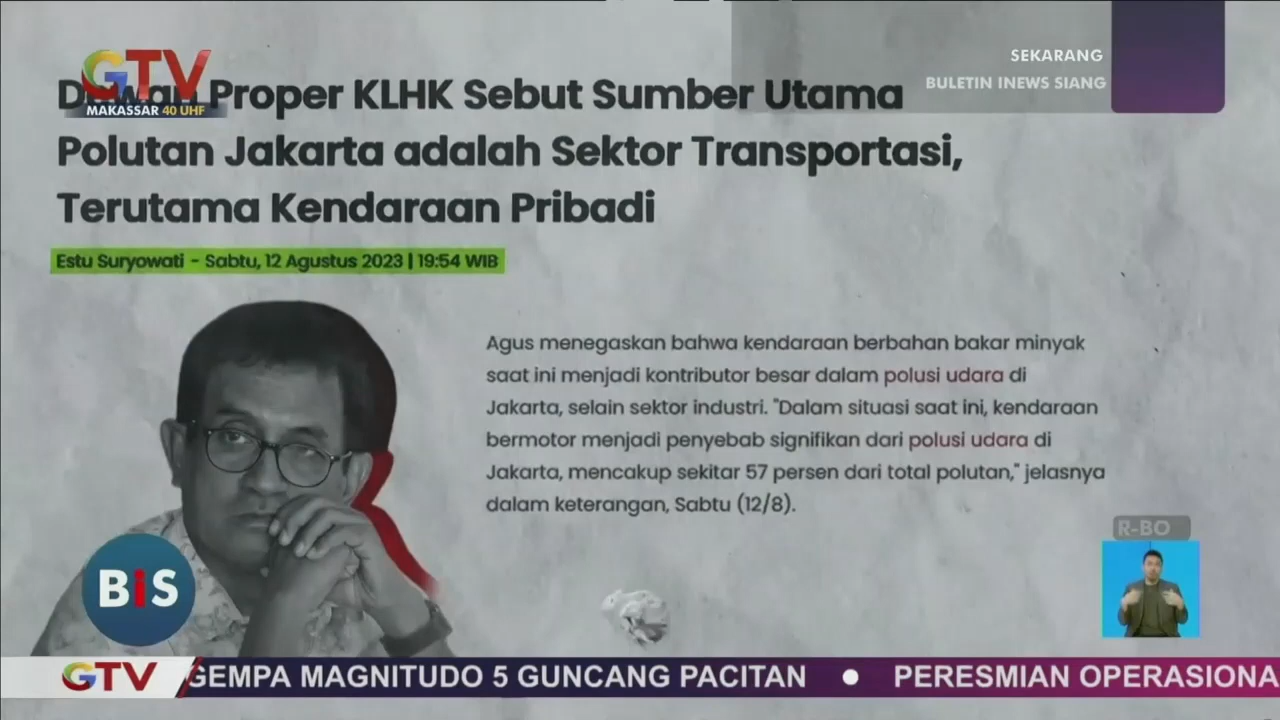 GTV
MAKASSAR 40 UHF
SEKARANG
BULETIN INEWS SIANG
Proper KLHK Sebut Sumber Utama
Polutan Jakarta adalah Sektor Transportasi,
Terutama Kendaraan Pribadi
Estu Suryowati - Sabtu, 12 Agustus 2023 | 19:54 WIB
Agus menegaskan bahwa kendaraan berbahan bakar minyak
saat ini menjadi kontributor besar dalam polusi udara di
Jakarta, selain sektor industri. "Dalam situasi saat ini, kendaraan
bermotor menjadi penyebab signifikan dari polusi udara di
Jakarta, mencakup sekitar 57 persen dari total polutan," jelasnya
dalam keterangan, Sabtu (12/8).
R-BO
BIS
GTV GEMPA MAGNITUDO 5 GUNCANG PACITAN ● PERESMIAN OPERASIONA